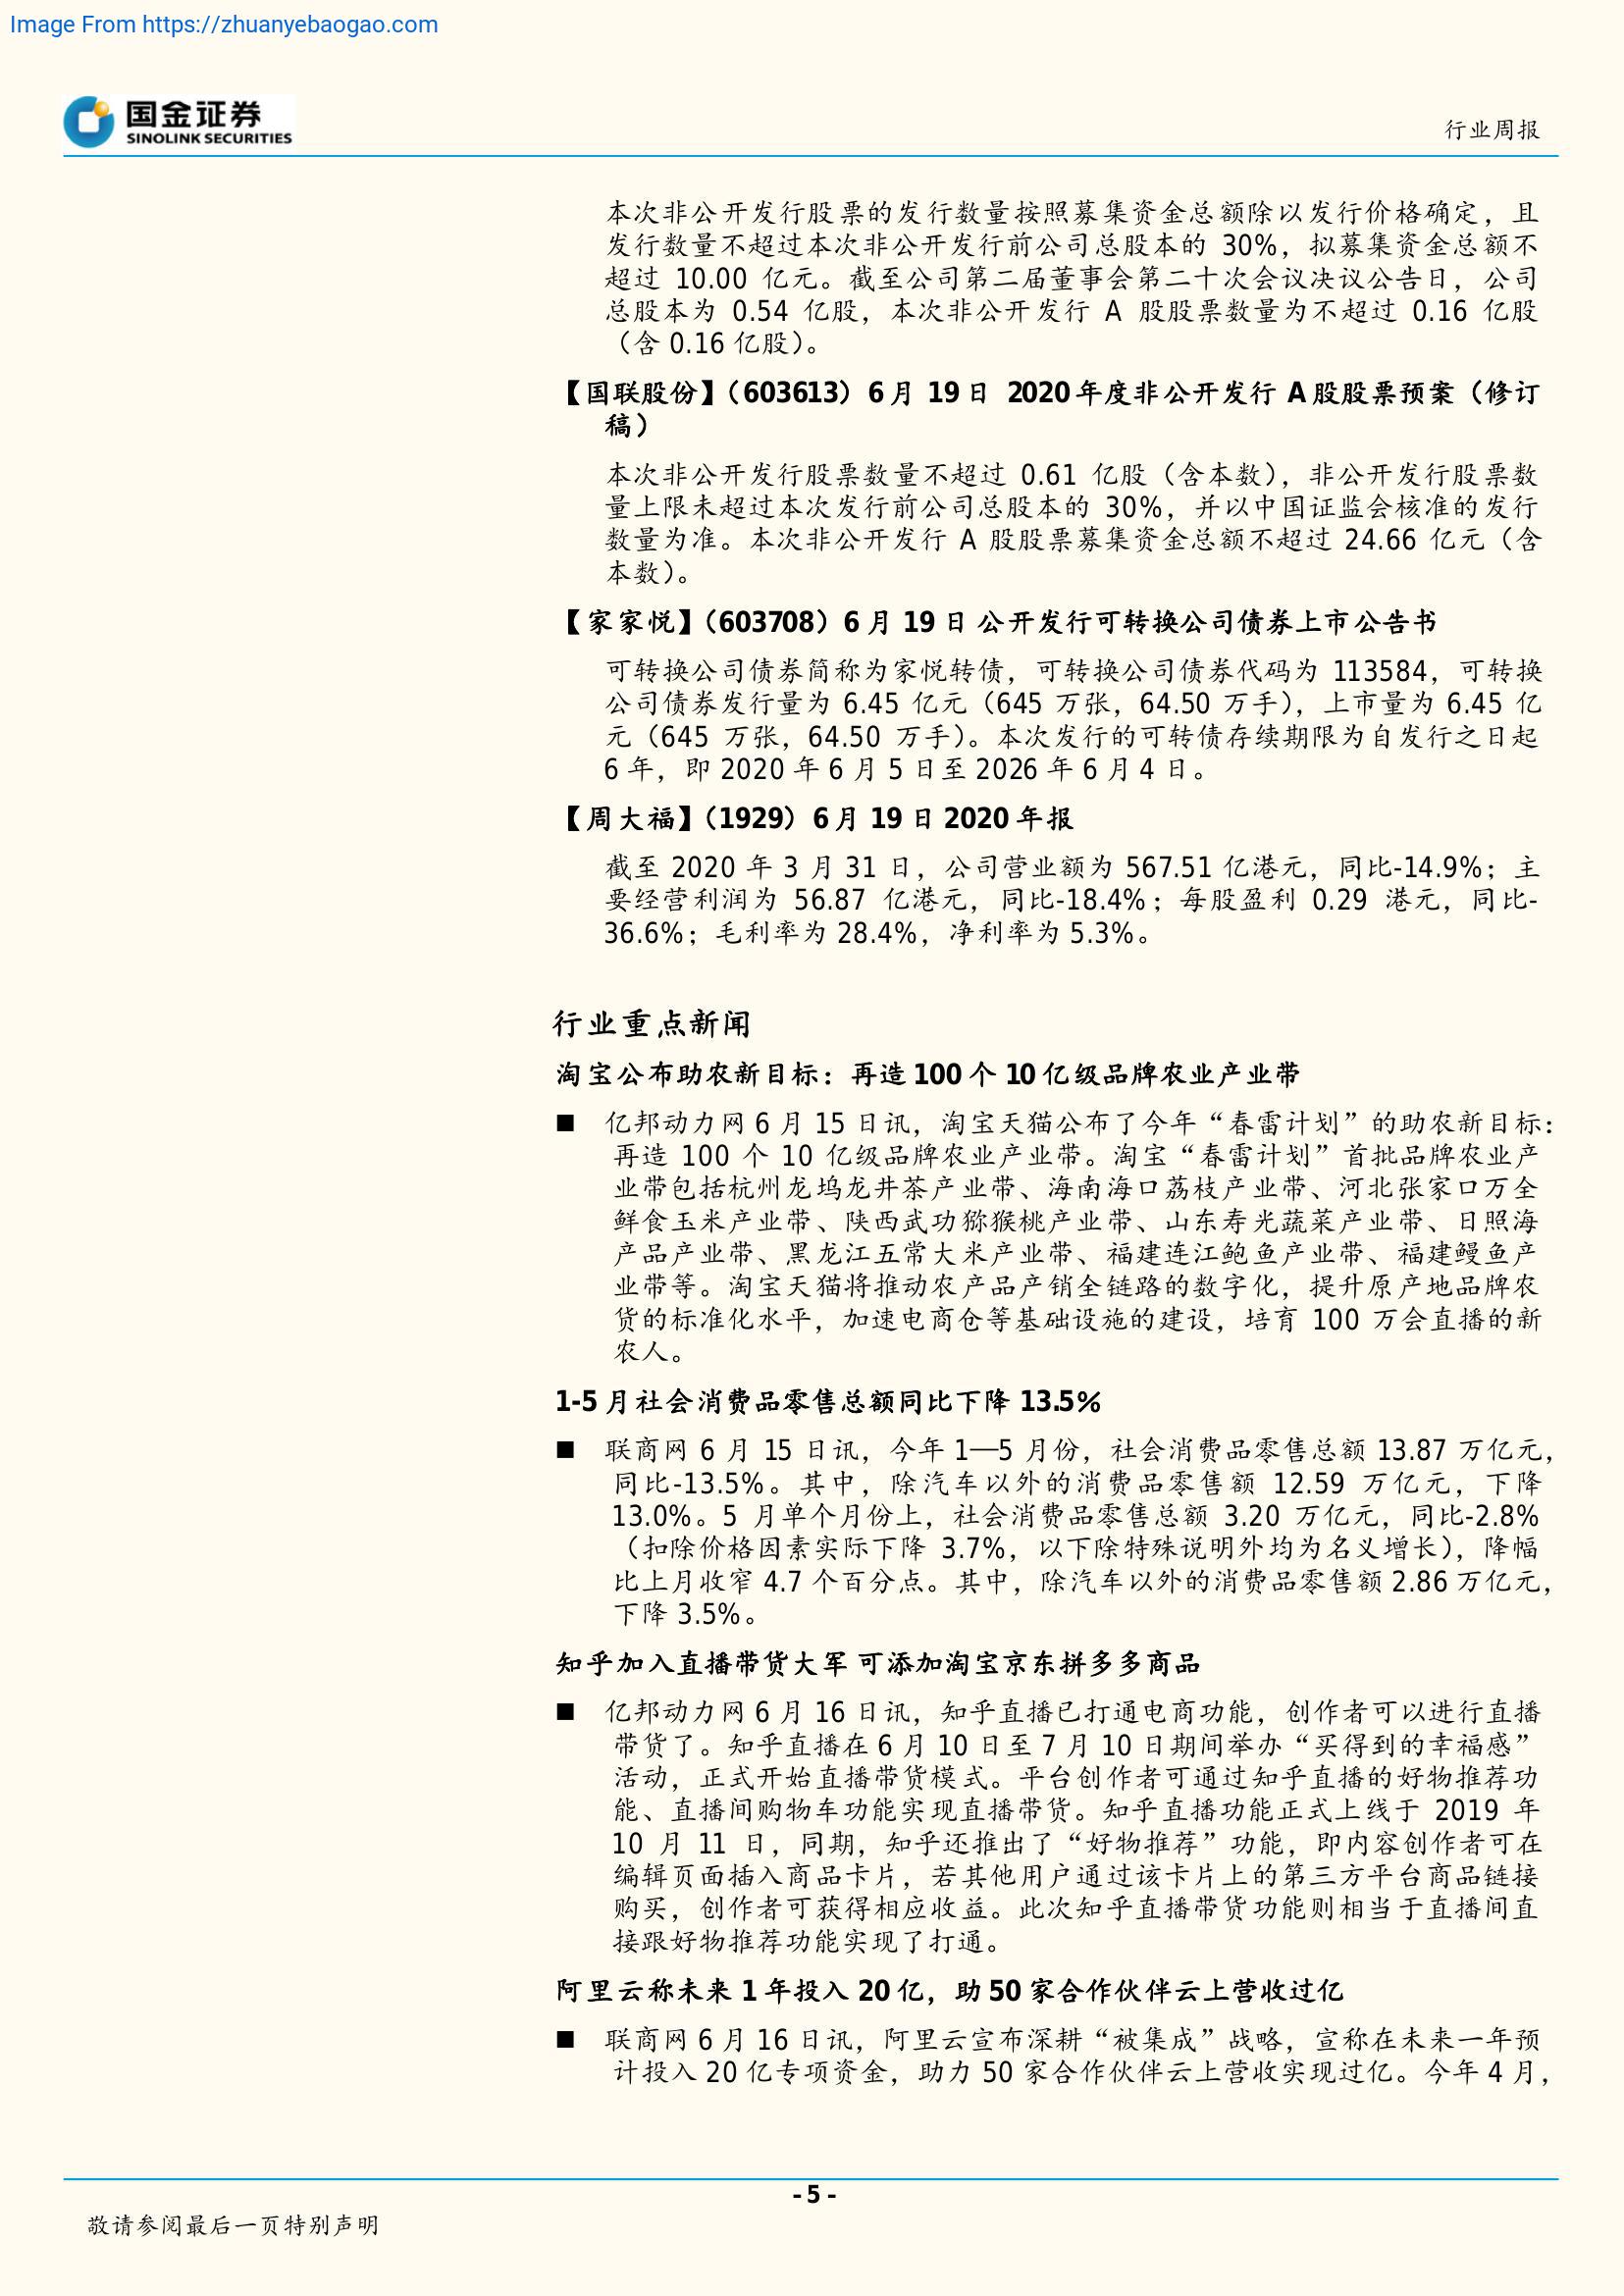 Image From https://zhuanyebaogao.com
国金证券
SINOLINK SECURITIES
行业周报
本次非公开发行股票的发行数量按照募集资金总额除以发行价格确定，且
发行数量不超过本次非公开发行前公司总股本的 30%，拟募集资金总额不
超过 10.00 亿元。截至公司第二届董事会第二十次会议决议公告日，公司
总股本为 0.54 亿股，本次非公开发行 A 股股票数量为不超过 0.16 亿股
（含 0.16 亿股）。
【国联股份】（603613）6 月 19 日 2020 年度非公开发行 A 股股票预案（修订
稿）
本次非公开发行股票数量不超过 0.61 亿股（含本数），非公开发行股票数
量上限未超过本次发行前公司总股本的 30%，并以中国证监会核准的发行
数量为准。本次非公开发行 A 股股票募集资金总额不超过 24.66 亿元（含
本数）。
【家家悦】（603708）6 月 19 日 公开发行可转换公司债券上市公告书
可转换公司债券简称为家悦转债，可转换公司债券代码为 113584，可转换
公司债券发行量为 6.45 亿元（645 万张，64.50 万手），上市量为 6.45 亿
元（645 万张，64.50 万手）。本次发行的可转债存续期限为自发行之日起
6 年，即 2020 年 6 月 5 日至 2026 年 6 月 4 日。
【周大福】（1929）6 月 19 日 2020 年报
截至 2020 年 3 月 31 日，公司营业额为 567.51 亿港元，同比-14.9%；主
要经营利润为 56.87 亿港元，同比-18.4%；每股盈利 0.29 港元，同比-
36.6%；毛利率为 28.4%，净利率为 5.3%。
行业重点新闻
淘宝公布助农新目标：再造 100 个 10 亿级品牌农业产业带
■ 亿邦动力网 6 月 15 日讯，淘宝天猫公布了今年“春雷计划”的助农新目标：
再造 100 个 10 亿级品牌农业产业带。淘宝“春雷计划”首批品牌农业产
业带包括杭州龙坞龙井茶产业带、海南海口荔枝产业带、河北张家口万全
鲜食玉米产业带、陕西武功猕猴桃产业带、山东寿光蔬菜产业带、日照海
产品产业带、黑龙江五常大米产业带、福建连江鲍鱼产业带、福建鳗鱼产
业带等。淘宝天猫将推动农产品产销全链路的数字化，提升原产地品牌农
货的标准化水平，加速电商仓等基础设施的建设，培育 100 万会直播的新
农人。
1-5 月社会消费品零售总额同比下降 13.5%
■ 联商网 6 月 15 日讯，今年 1—5 月份，社会消费品零售总额 13.87 万亿元，
同比-13.5%。其中，除汽车以外的消费品零售额 12.59 万亿元，下降
13.0%。5 月单个月份上，社会消费品零售总额 3.20 万亿元，同比-2.8%
（扣除价格因素实际下降 3.7%，以下除特殊说明外均为名义增长），降幅
比上月收窄 4.7 个百分点。其中，除汽车以外的消费品零售额 2.86 万亿元，
下降 3.5%。
知乎加入直播带货大军 可添加淘宝京东拼多多商品
■ 亿邦动力网 6 月 16 日讯，知乎直播已打通电商功能，创作者可以进行直播
带货了。知乎直播在 6 月 10 日至 7 月 10 日期间举办“买得到的幸福感”
活动，正式开始直播带货模式。平台创作者可通过知乎直播的好物推荐功
能、直播间购物车功能实现直播带货。知乎直播功能正式上线于 2019 年
10 月 11 日，同期，知乎还推出了“好物推荐”功能，即内容创作者可在
编辑页面插入商品卡片，若其他用户通过该卡片上的第三方平台商品链接
购买，创作者可获得相应收益。此次知乎直播带货功能则相当于直播间直
接跟好物推荐功能实现了打通。
阿里云称未来 1 年投入 20 亿，助 50 家合作伙伴云上营收过亿
■ 联商网 6 月 16 日讯，阿里云宣布深耕“被集成”战略，宣称在未来一年预
计投入 20 亿专项资金，助力 50 家合作伙伴云上营收实现过亿。今年 4 月，
- 5 -
敬请参阅最后一页特别声明